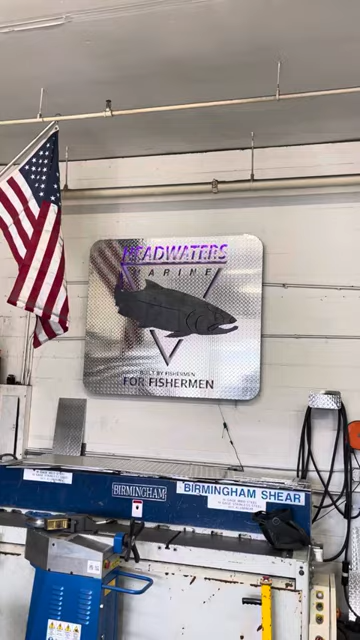 HEADWATERS
MARINE
BUILT BY FISHERMEN
FOR FISHERMEN
BIRMINGHAM
BIRMINGHAM SHEAR